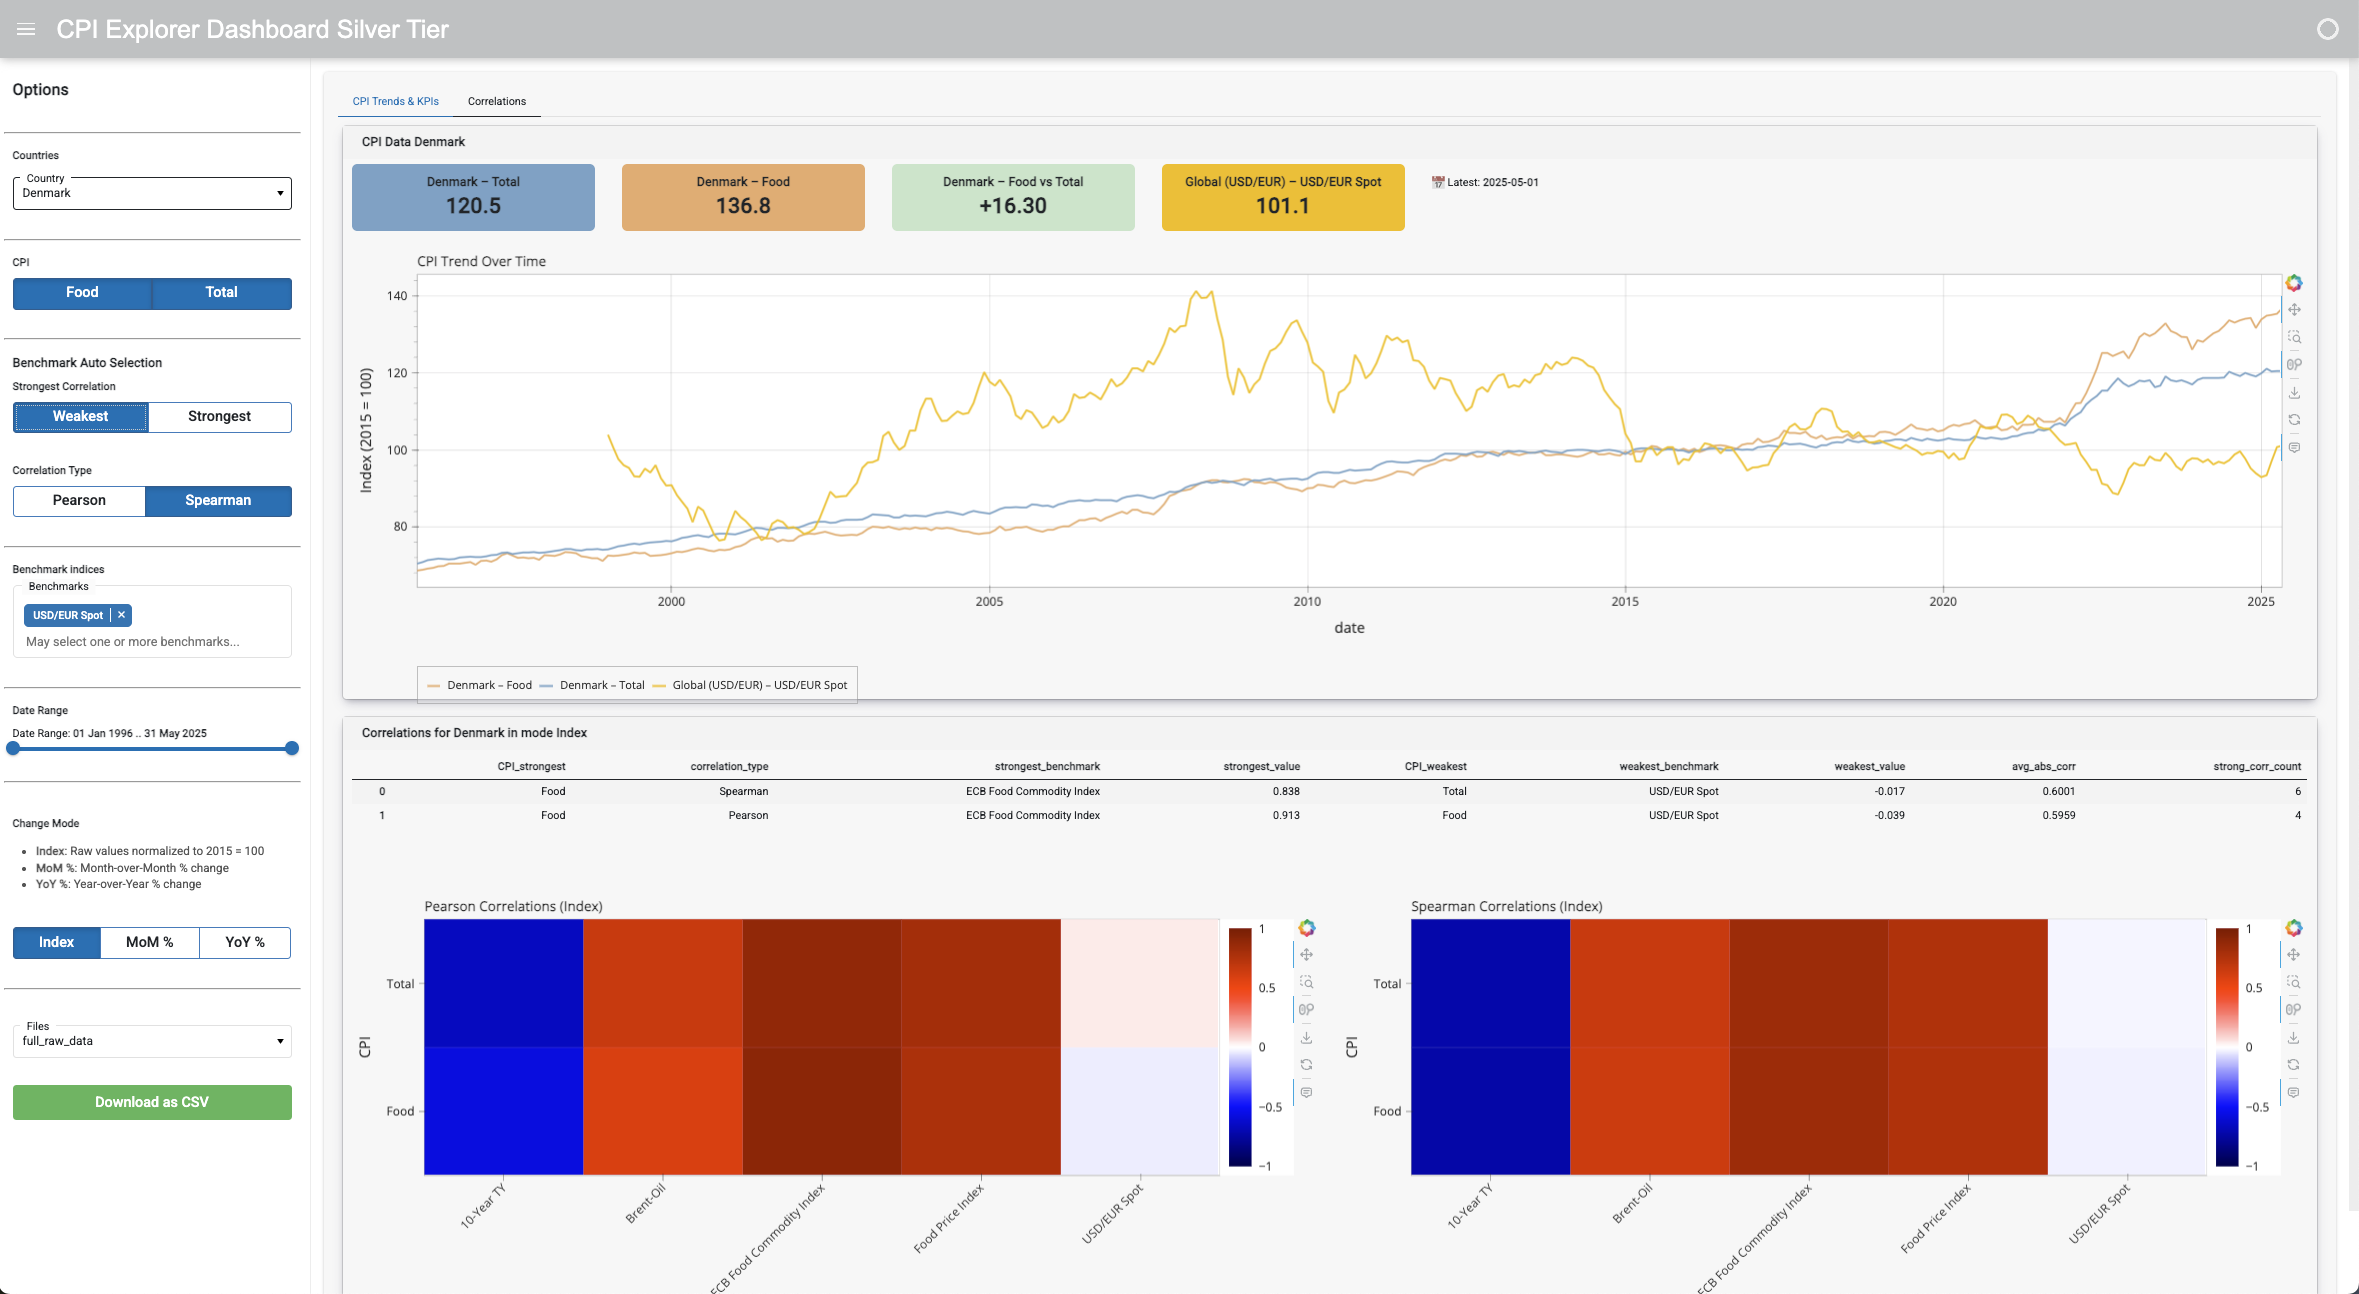 CPI Explorer Dashboard Silver Tier
Options
Countries
Country
Denmark
CPI
Food Total
Benchmark Auto Selection
Strongest Correlation
Weakest Strongest
Correlation Type
Pearson Spearman
Benchmark indices
Benchmarks
USD/EUR Spot ×
May select one or more benchmarks...
Date Range
Date Range: 01 Jan 1996 .. 31 May 2025
Change Mode
• Index: Raw values normalized to 2015 = 100
• MoM %: Month-over-Month % change
• YoY %: Year-over-Year % change
Index MoM % YoY %
Files
full_raw_data
Download as CSV
CPI Trends & KPIs Correlations
CPI Data Denmark
Denmark – Total
120.5
Denmark – Food
136.8
Denmark – Food vs Total
+16.30
Global (USD/EUR) – USD/EUR Spot
101.1
Latest: 2025-05-01
CPI Trend Over Time
Index (2015 = 100)
140
120
100
80
2000 2005 2010 2015 2020 2025
date
Denmark – Food Denmark – Total Global (USD/EUR) – USD/EUR Spot
Correlations for Denmark in mode Index
CPI_strongest correlation_type strongest_benchmark strongest_value CPI_weakest weakest_benchmark weakest_value avg_abs_corr strong_corr_count
0 Food Spearman ECB Food Commodity Index 0.838 Total USD/EUR Spot -0.017 0.6001 6
1 Food Pearson ECB Food Commodity Index 0.913 Food USD/EUR Spot -0.039 0.5959 4
Pearson Correlations (Index)
CPI
Total
Food
10-Year TY Brent-Oil ECB Food Commodity Index Food Price Index USD/EUR Spot
1
0.5
0
−0.5
−1
Spearman Correlations (Index)
CPI
Total
Food
10-Year TY Brent-Oil ECB Food Commodity Index Food Price Index USD/EUR Spot
1
0.5
0
−0.5
−1